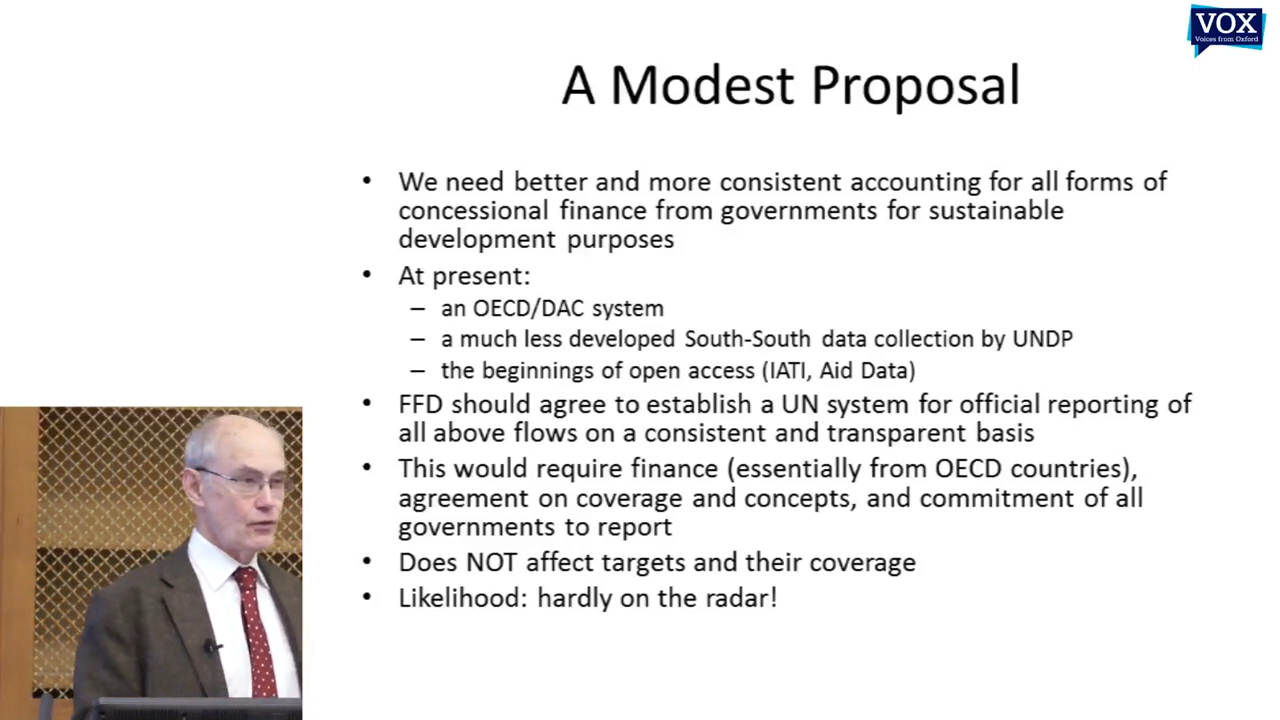 VOX
Voices from Oxford
A Modest Proposal
• We need better and more consistent accounting for all forms of
concessional finance from governments for sustainable
development purposes
• At present:
– an OECD/DAC system
– a much less developed South-South data collection by UNDP
– the beginnings of open access (IATI, Aid Data)
• FFD should agree to establish a UN system for official reporting of
all above flows on a consistent and transparent basis
• This would require finance (essentially from OECD countries),
agreement on coverage and concepts, and commitment of all
governments to report
• Does NOT affect targets and their coverage
• Likelihood: hardly on the radar!